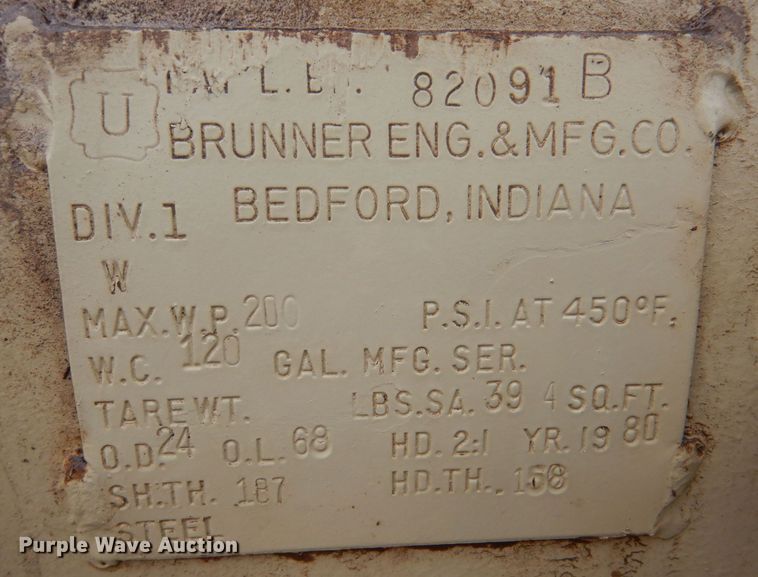 U 82091 B
BRUNNER ENG. & MFG. CO.
BEDFORD, INDIANA
DIV. 1
W
MAX. W.P. 200 P.S.I. AT 450°F.
W.C. 120 GAL. MFG. SER.
TARE WT. LBS. SA. 39 4 SQ. FT.
O.D. 24 O.L. 68 HD. 2:1 YR. 19 80
SH. TH. .187 HD. TH.
STEEL
Purple Wave Auction